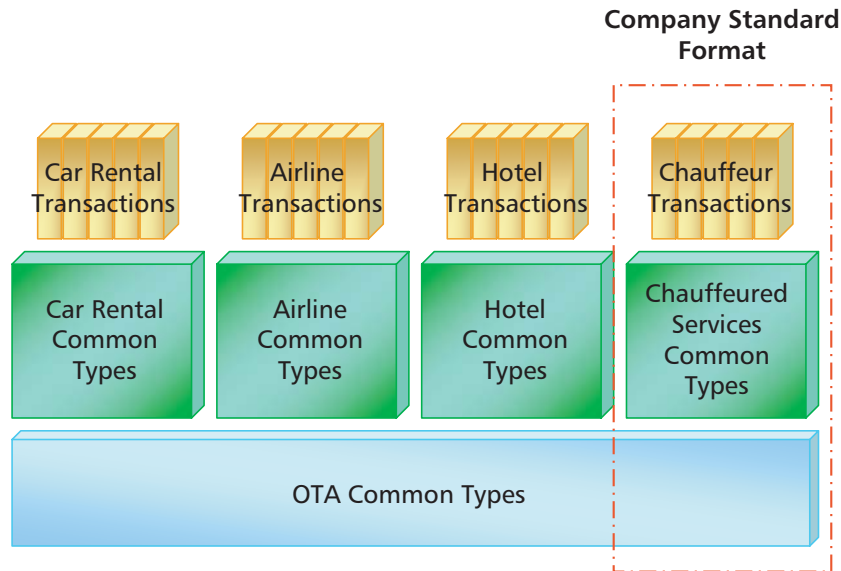 Company Standard
Format
Car Rental
Transactions
Airline
Transactions
Hotel
Transactions
Chauffeur
Transactions
Car Rental
Common
Types
Airline
Common
Types
Hotel
Common
Types
Chauffeured
Services
Common
Types
OTA Common Types